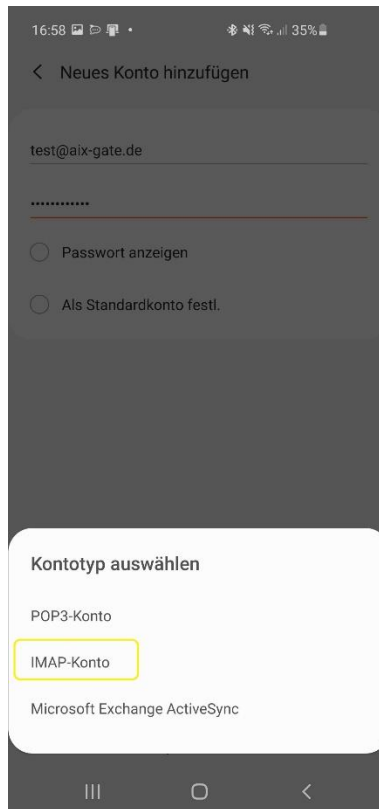 16:58 35%
Neues Konto hinzufügen
test@aix-gate.de
••••••••••••
Passwort anzeigen
Als Standardkonto festl.
Kontotyp auswählen
POP3-Konto
IMAP-Konto
Microsoft Exchange ActiveSync